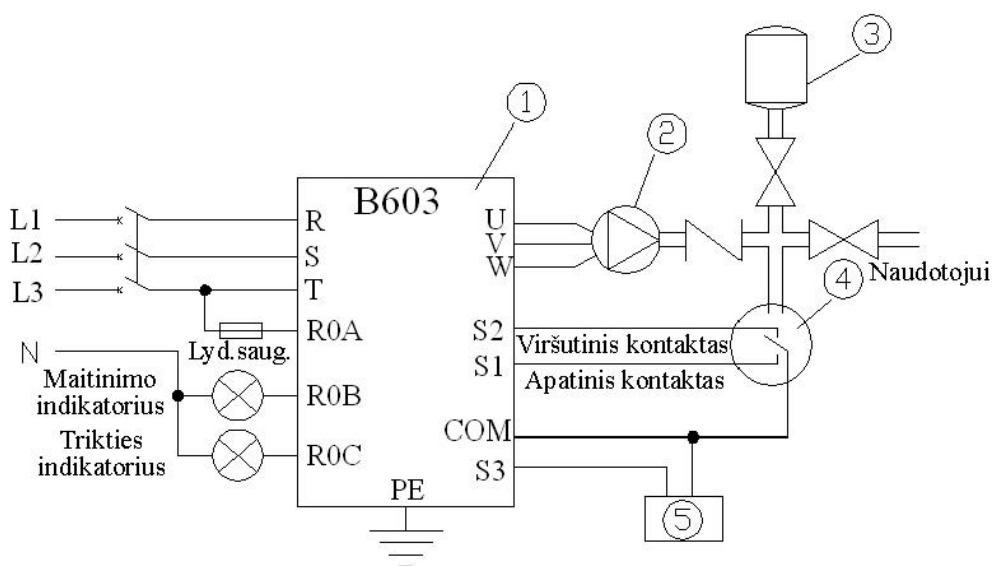 3
1
2
B603
L1
R
U
L2
S
V
W
Naudotojui
L3
T
4
R0A
S2
N
Lyd.saug.
Viršutinis kontaktas
S1
Apatinis kontaktas
Maitinimo
indikatorius
R0B
COM
Trikties
indikatorius
R0C
S3
PE
5